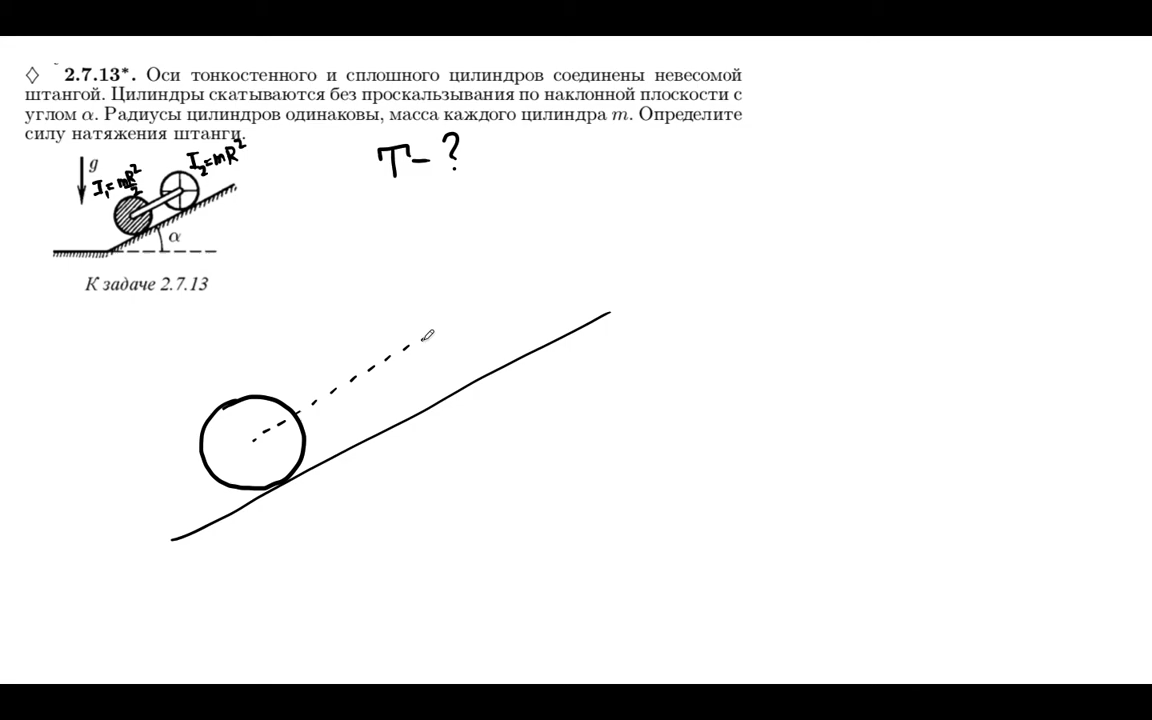 ◇ 2.7.13*. Оси тонкостенного и сплошного цилиндров соединены невесомой
штангой. Цилиндры скатываются без проскальзывания по наклонной плоскости с
углом α. Радиусы цилиндров одинаковы, масса каждого цилиндра m. Определите
силу натяжения штанги.
T - ?
I₂=mR²
g
I₁=mR²/2
α
К задаче 2.7.13